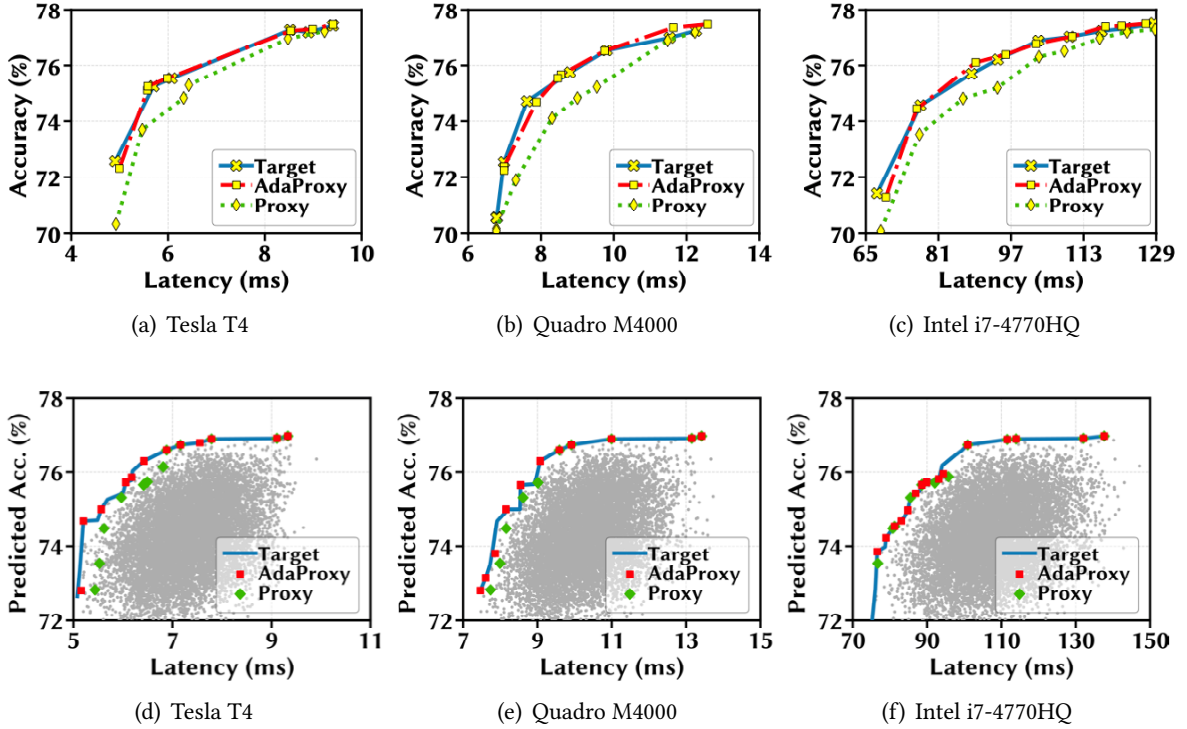 78
76
74
72
70
Accuracy (%)
4 6 8 10
Latency (ms)
Target
AdaProxy
Proxy
(a) Tesla T4
78
76
74
72
70
Accuracy (%)
6 8 10 12 14
Latency (ms)
Target
AdaProxy
Proxy
(b) Quadro M4000
78
76
74
72
70
Accuracy (%)
65 81 97 113 129
Latency (ms)
Target
AdaProxy
Proxy
(c) Intel i7-4770HQ
78
76
74
72
Predicted Acc. (%)
5 7 9 11
Latency (ms)
Target
AdaProxy
Proxy
(d) Tesla T4
78
76
74
72
Predicted Acc. (%)
7 9 11 13 15
Latency (ms)
Target
AdaProxy
Proxy
(e) Quadro M4000
78
76
74
72
Predicted Acc. (%)
70 90 110 130 150
Latency (ms)
Target
AdaProxy
Proxy
(f) Intel i7-4770HQ